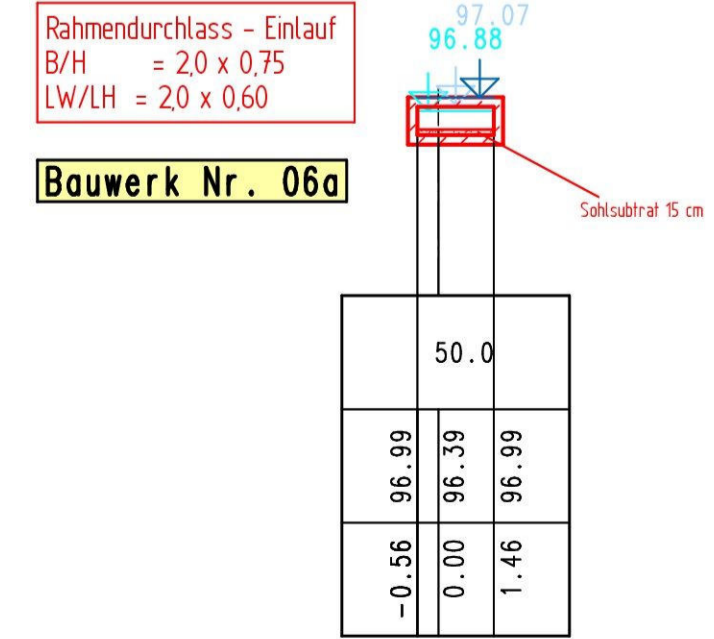 Rahmendurchlass - Einlauf
B/H = 2,0 x 0,75
LW/LH = 2,0 x 0,60
97.07
96.88
Bauwerk Nr. 06a
Sohlsubtrat 15 cm
50.0
96.99 96.39 96.99
-0.56 0.00 1.46